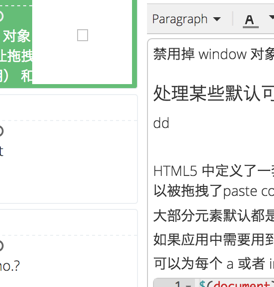 对象
拖拽
和
t
o.?
Paragraph A
禁用掉 window 对象
处理某些默认可
dd
HTML5 中定义了一
以被拖拽了paste co
大部分元素默认都是
如果应用中需要用到
可以为每个 a 或者 i
1 $(document)